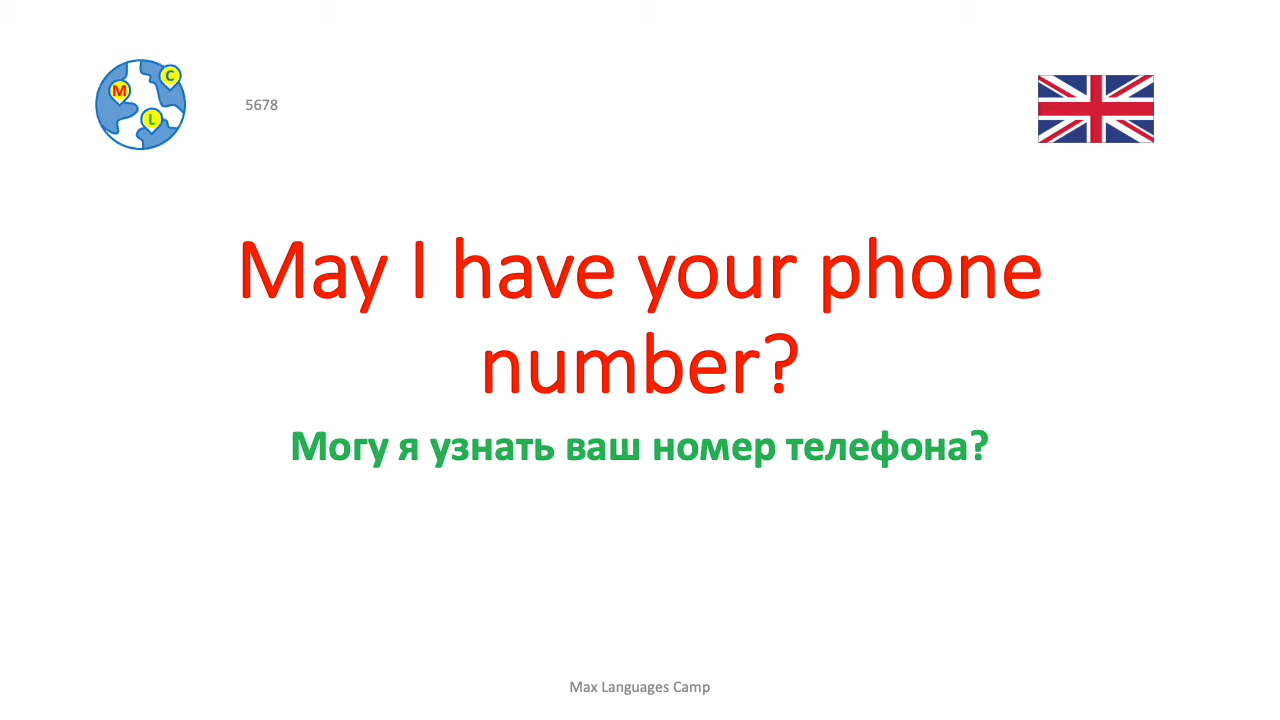 C
M
L
5678
May I have your phone
number?
Могу я узнать ваш номер телефона?
Max Languages Camp